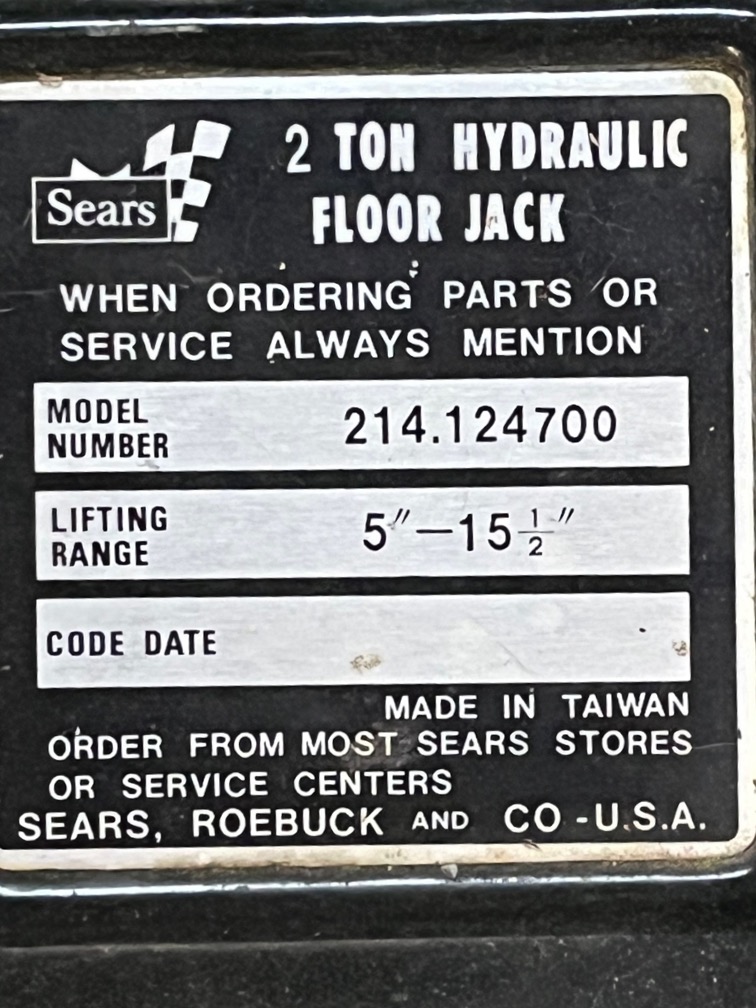 Sears
2 TON HYDRAULIC
FLOOR JACK
WHEN ORDERING PARTS OR
SERVICE ALWAYS MENTION
MODEL
NUMBER
214.124700
LIFTING
RANGE
5″—15 1/2″
CODE DATE
MADE IN TAIWAN
ORDER FROM MOST SEARS STORES
OR SERVICE CENTERS
SEARS, ROEBUCK AND CO-U.S.A.